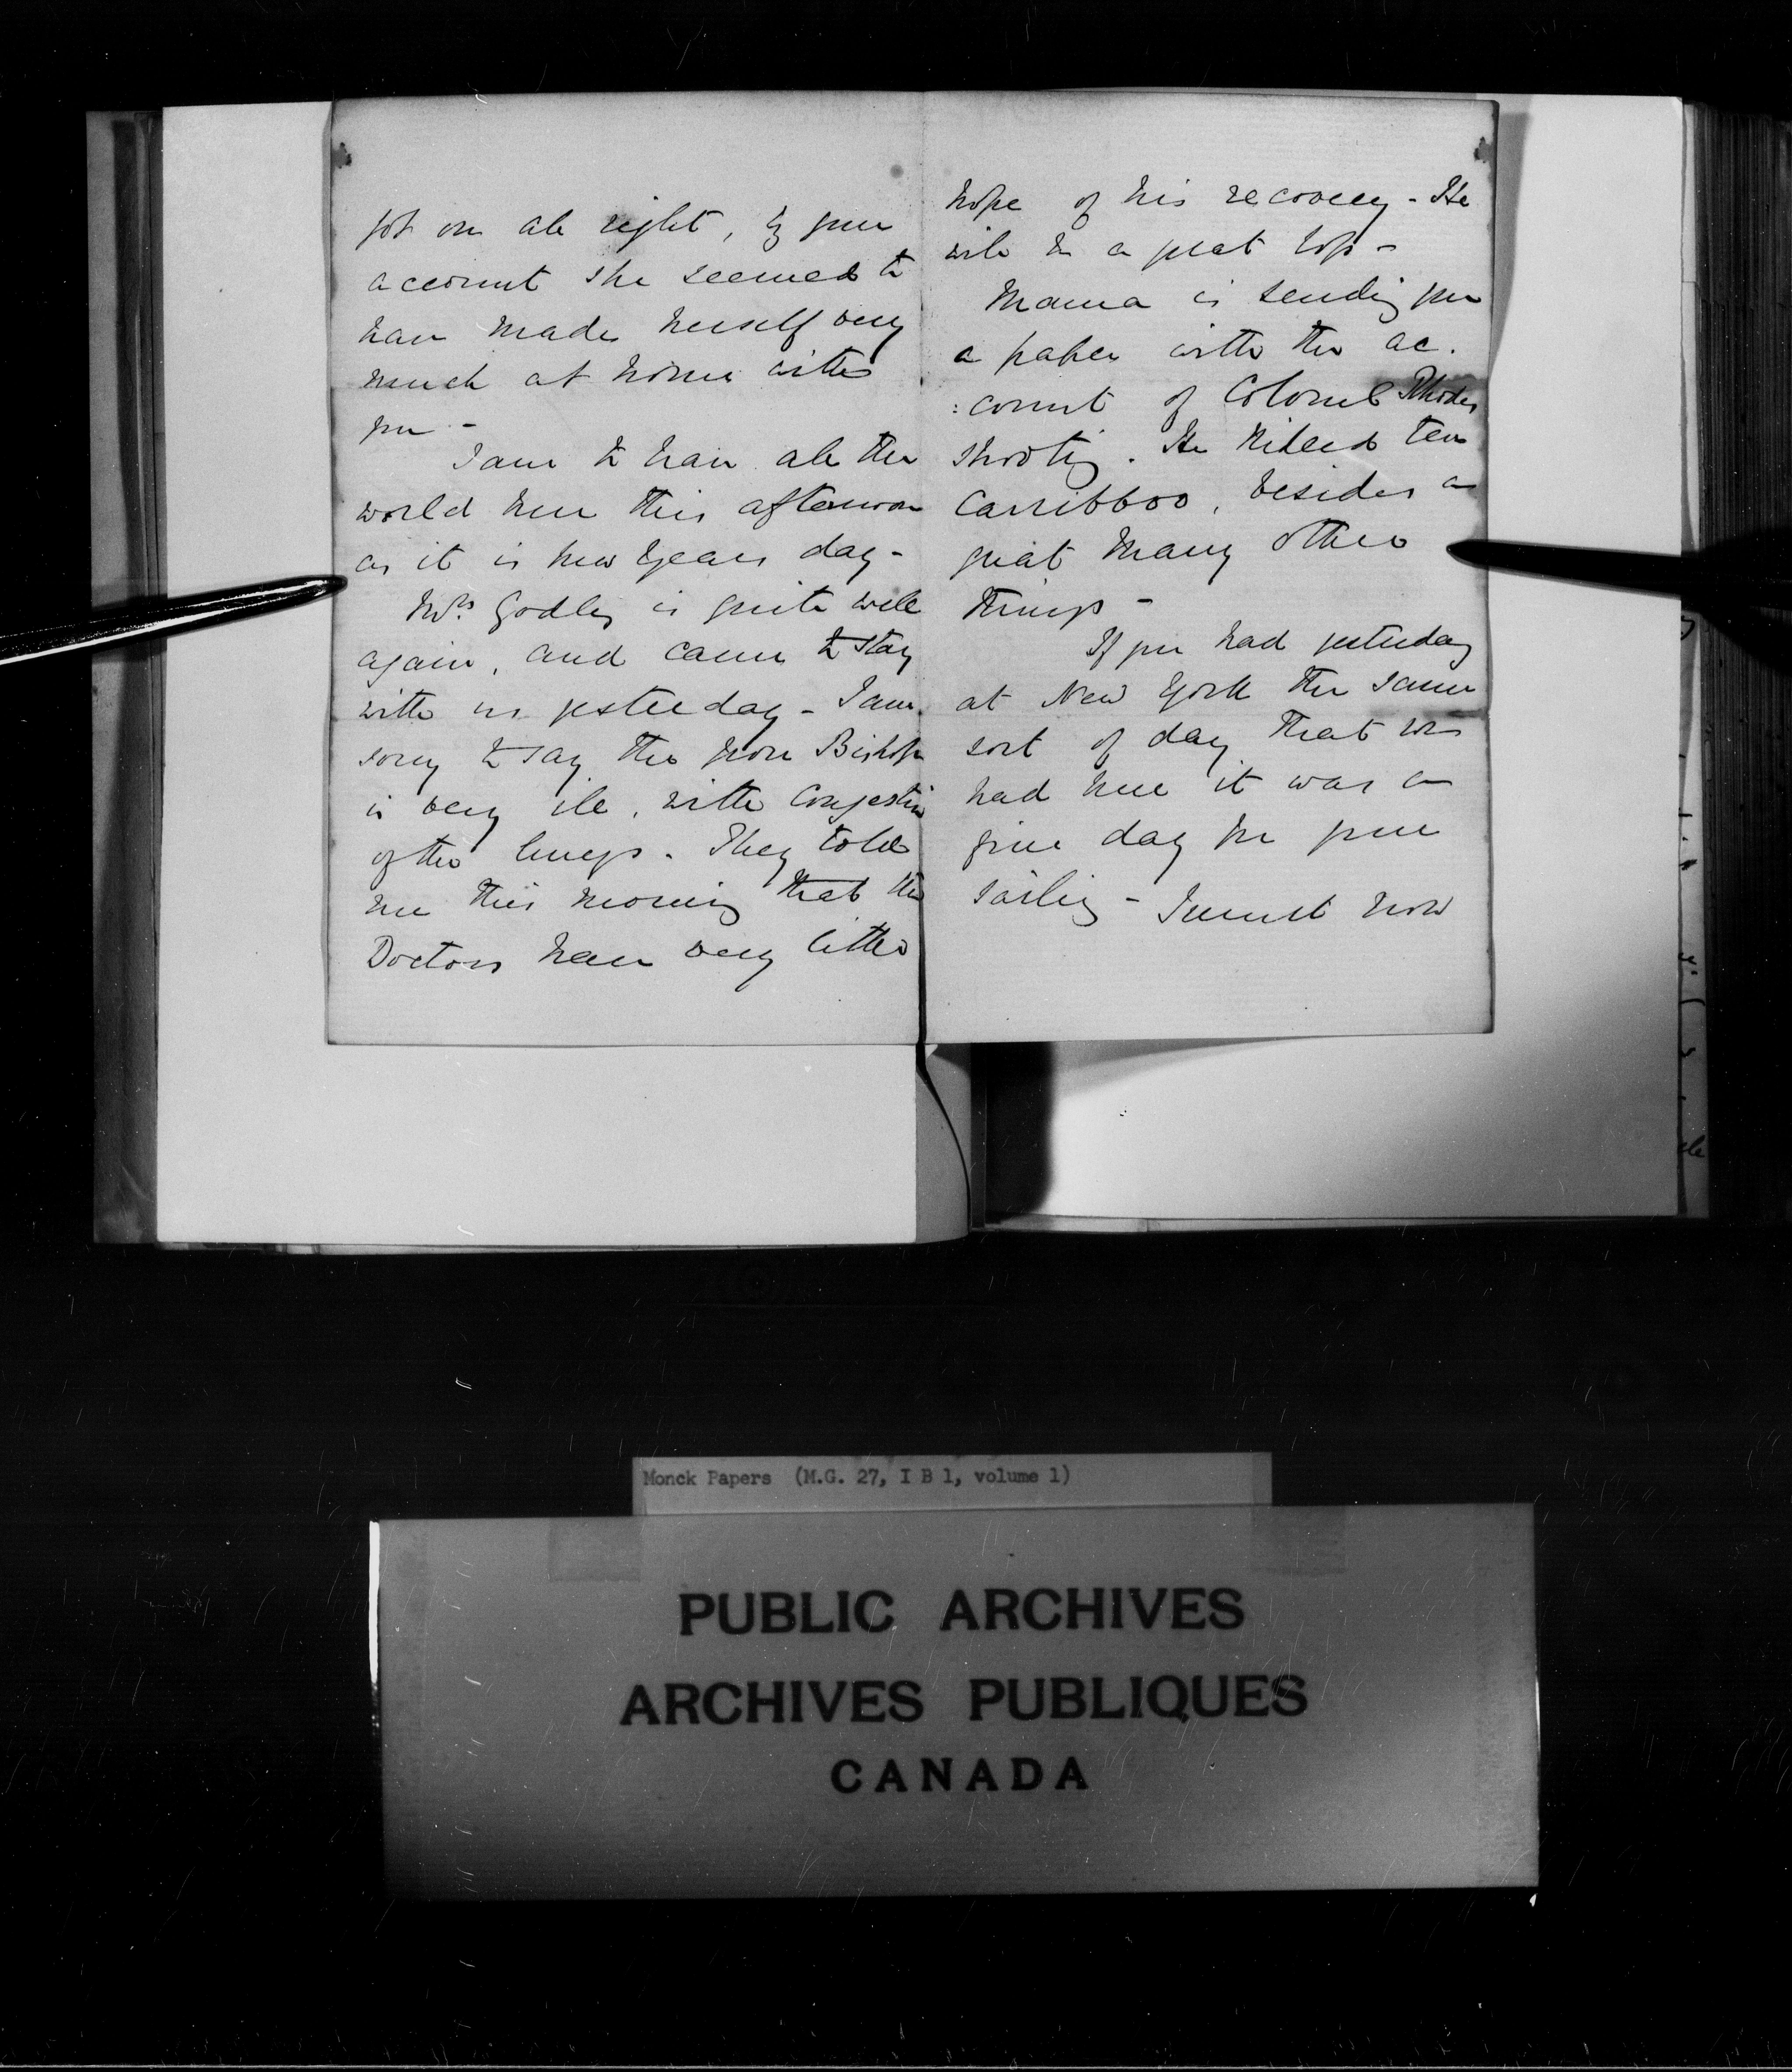 got on all right, by your
account she seemed to
have made herself very
much at home with
you -
I am to have all the
world here this afternoon
as it is New Years day -
Mrs. Godley is quite well
again, and came to stay
with us yesterday - I am
sorry to say the poor Bishop
is very ill, with Congestion
of the lungs. They told
me this morning that the
Doctors have very little
hope of his recovery - He
will be a great loss -
Mama is sending you
a paper with the ac.
:count of Colonel Rhodes
shooting. He killed ten
Carribboo, besides a
great many other
things -
If you had yesterday
at New York the same
sort of day that we
had here it was a
fine day for your
sailing - I must now
Monck Papers (M.G. 27, I B 1, volume 1)
PUBLIC ARCHIVES
ARCHIVES PUBLIQUES
CANADA